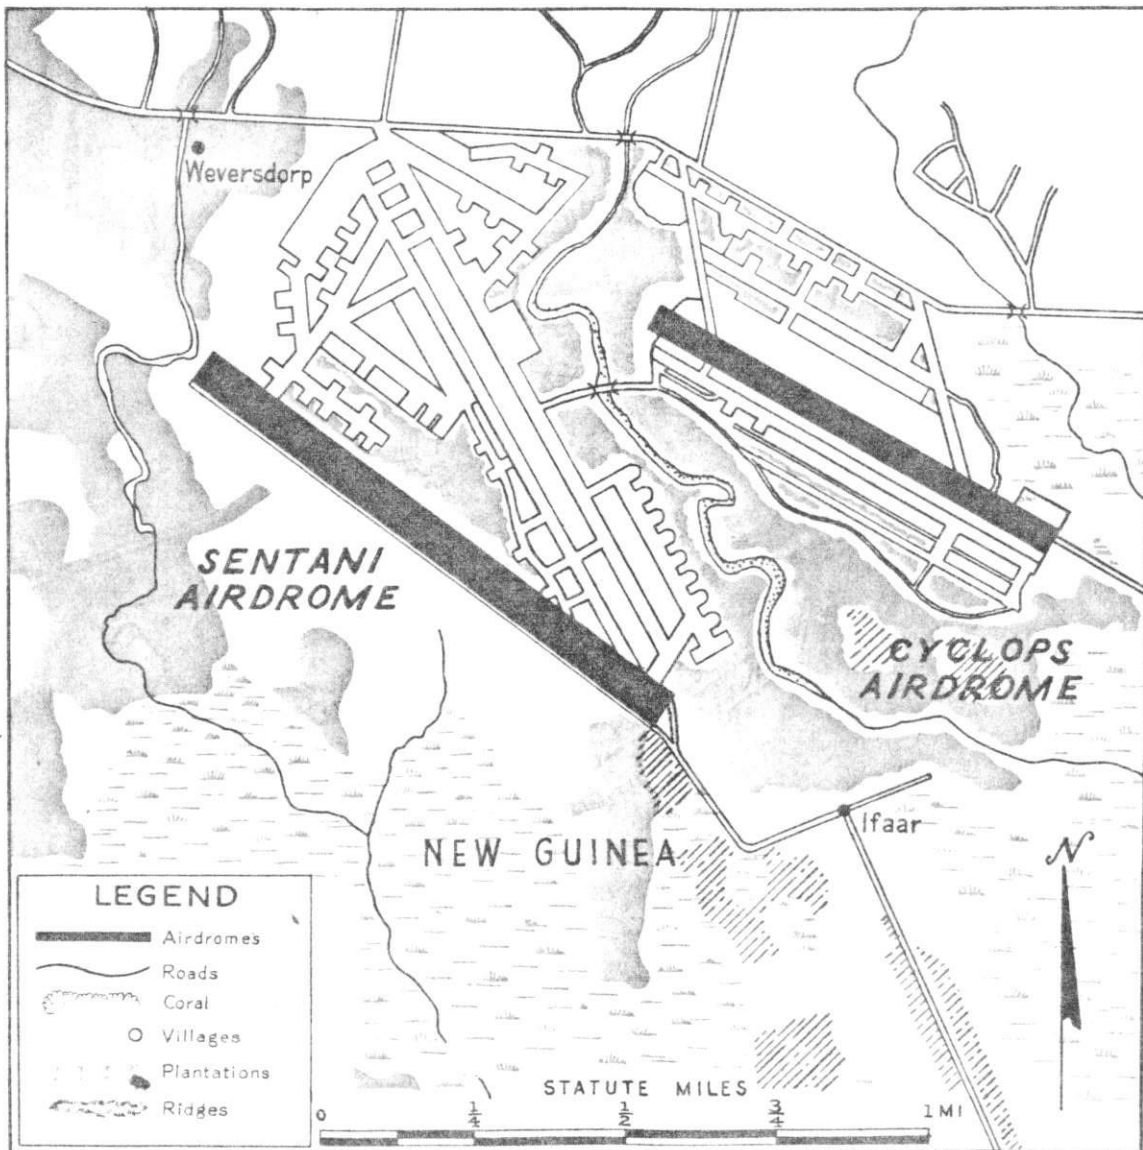 Weversdorp
SENTANI
AIRDROME
CYCLOPS
AIRDROME
Ifaar
NEW GUINEA
N
LEGEND
Airdromes
Roads
Coral
Villages
Plantations
Ridges
STATUTE MILES
0 1/4 1/2 3/4 1 MI